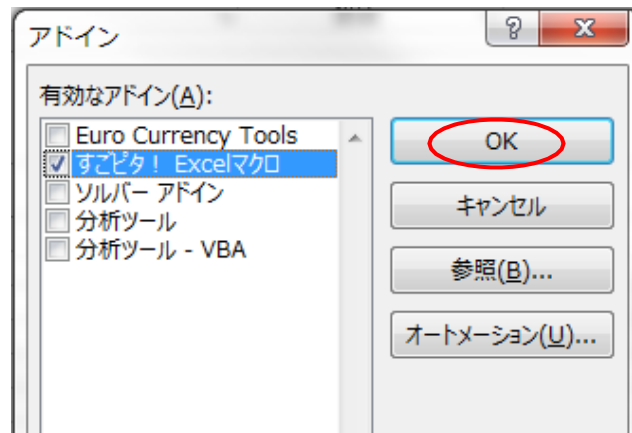 アドイン
有効なアドイン(A):
Euro Currency Tools
すごピタ！ Excelマクロ
ソルバー アドイン
分析ツール
分析ツール - VBA
OK
キャンセル
参照(B)...
オートメーション(U)...